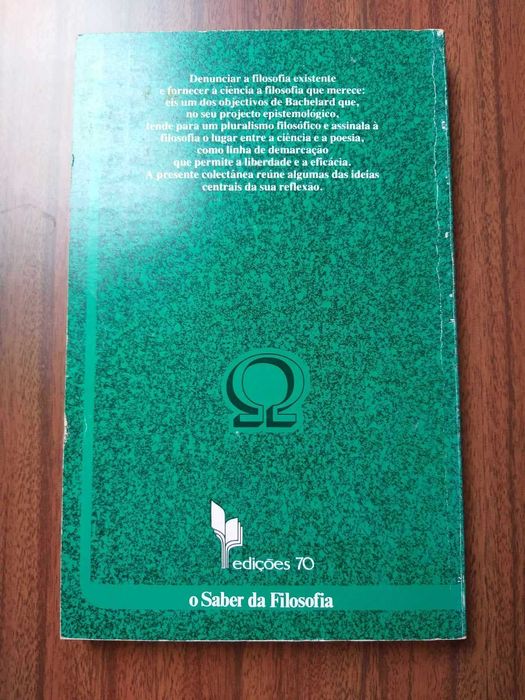 Denunciar a filosofia existente
e fornecer à ciência a filosofia que merece:
eis um dos objectivos de Bachelard que,
no seu projecto epistemológico,
tende para um pluralismo filosófico e assinala à
filosofia o lugar entre a ciência e a poesia,
como linha de demarcação
que permite a liberdade e a eficácia.
A presente colectânea reúne algumas das ideias
centrais da sua reflexão.
Ω
edições 70
o Saber da Filosofia